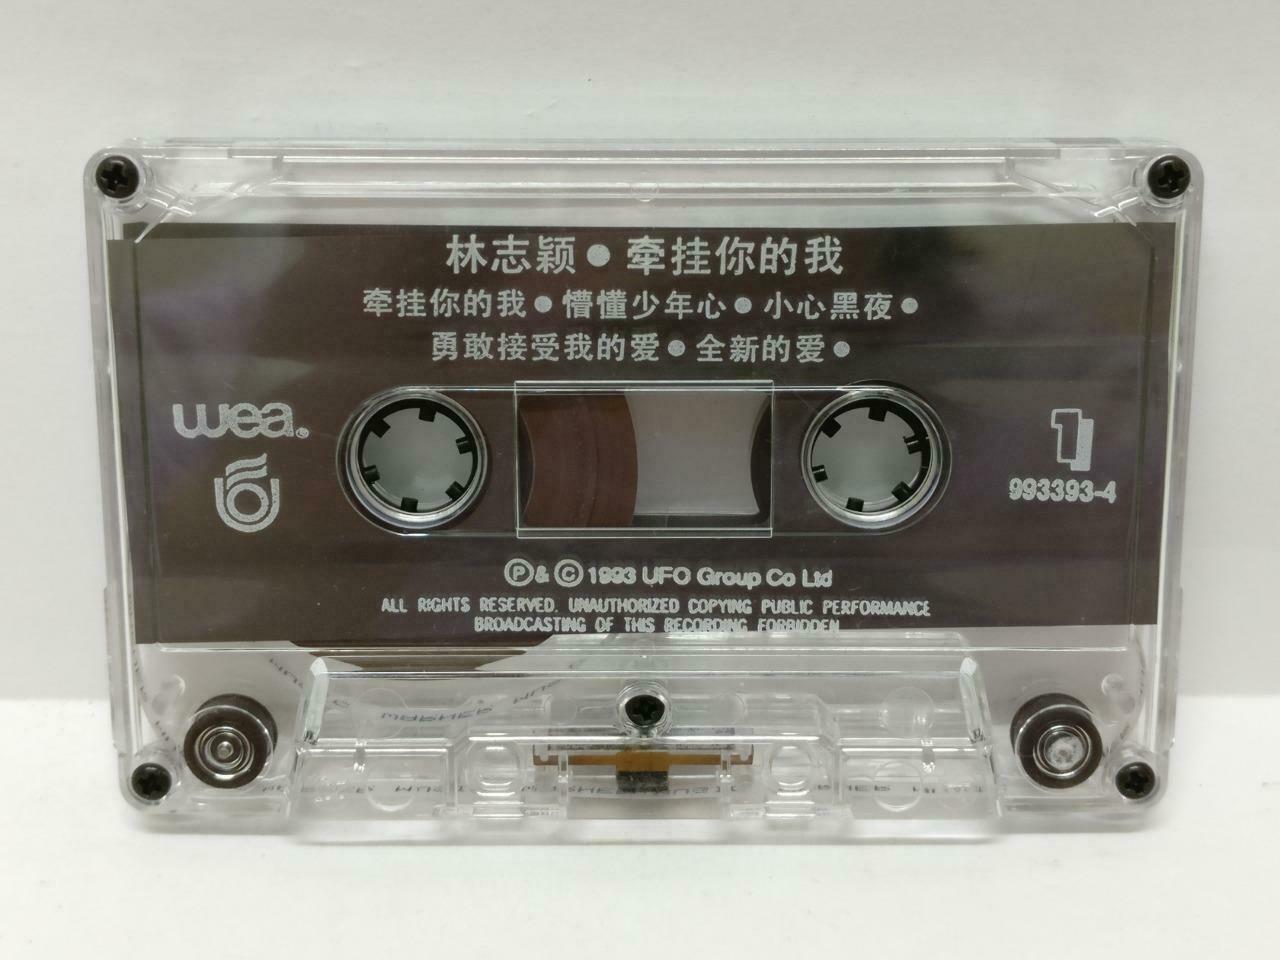 林志颖●牵挂你的我
牵挂你的我●懵懂少年心●小心黑夜●
勇敢接受我的爱●全新的爱●
wea.
1
993393-4
Ⓟ& © 1993 UFO Group Co Ltd
ALL RIGHTS RESERVED. UNAUTHORIZED COPYING PUBLIC PERFORMANCE
BROADCASTING OF THIS RECORDING FORBIDDEN